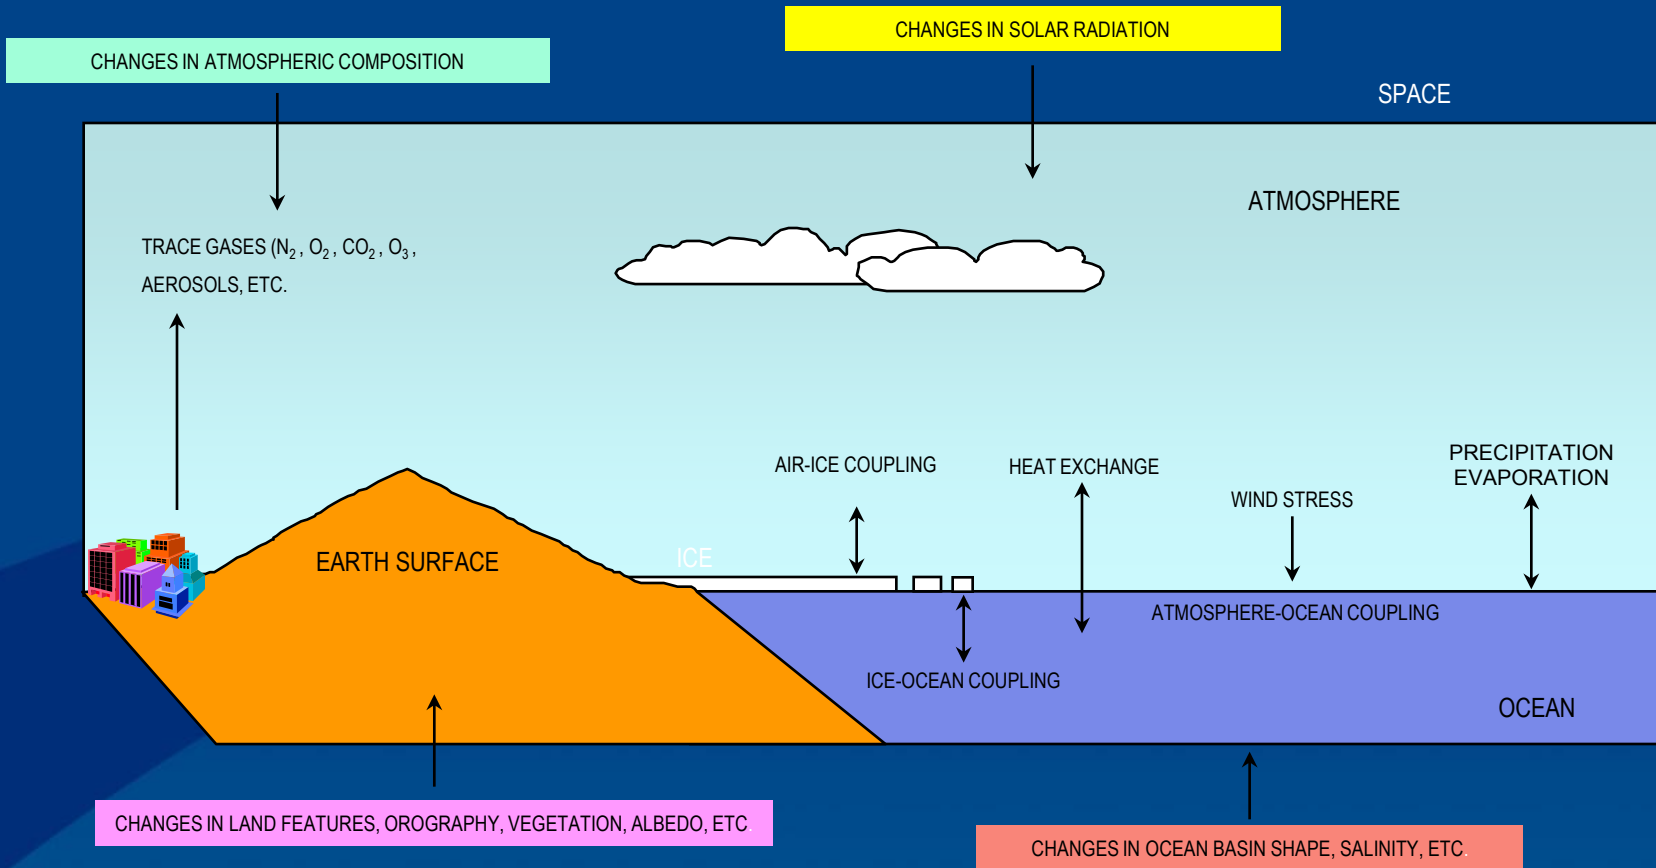 CHANGES IN SOLAR RADIATION
CHANGES IN ATMOSPHERIC COMPOSITION
SPACE
ATMOSPHERE
TRACE GASES (N₂ , O₂ , CO₂ , O₃ ,
AEROSOLS, ETC.
AIR-ICE COUPLING
HEAT EXCHANGE
PRECIPITATION
EVAPORATION
WIND STRESS
EARTH SURFACE
ICE
ATMOSPHERE-OCEAN COUPLING
ICE-OCEAN COUPLING
OCEAN
CHANGES IN LAND FEATURES, OROGRAPHY, VEGETATION, ALBEDO, ETC.
CHANGES IN OCEAN BASIN SHAPE, SALINITY, ETC.